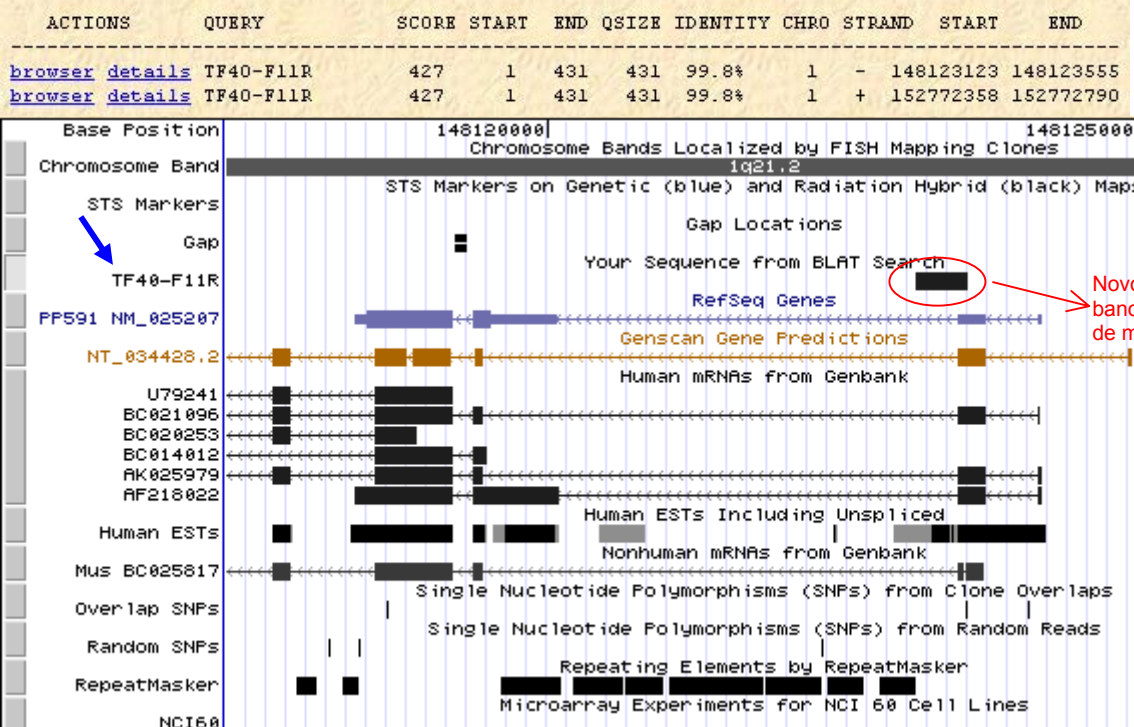 ACTIONS QUERY SCORE START END QSIZE IDENTITY CHRO STRAND START END
browser details TF40-F11R 427 1 431 431 99.8% 1 - 148123123 148123555
browser details TF40-F11R 427 1 431 431 99.8% 1 + 152772358 152772790
Base Position 148120000 148125000
Chromosome Bands Localized by FISH Mapping Clones
Chromosome Band 1q21.2
STS Markers on Genetic (blue) and Radiation Hybrid (black) Maps
STS Markers
Gap Locations
Gap
Your Sequence from BLAT Search
TF40-F11R
Novo
banc
de m
RefSeq Genes
PP591 NM_025207
Genscan Gene Predictions
NT_034428.2
Human mRNAs from Genbank
U79241
BC021096
BC020253
BC014012
AK025979
AF218022
Human ESTs Including Unspliced
Human ESTs
Nonhuman mRNAs from Genbank
Mus BC025817
Single Nucleotide Polymorphisms (SNPs) from Clone Overlaps
Overlap SNPs
Single Nucleotide Polymorphisms (SNPs) from Random Reads
Random SNPs
Repeating Elements by RepeatMasker
RepeatMasker
Microarray Experiments for NCI 60 Cell Lines
NCI60